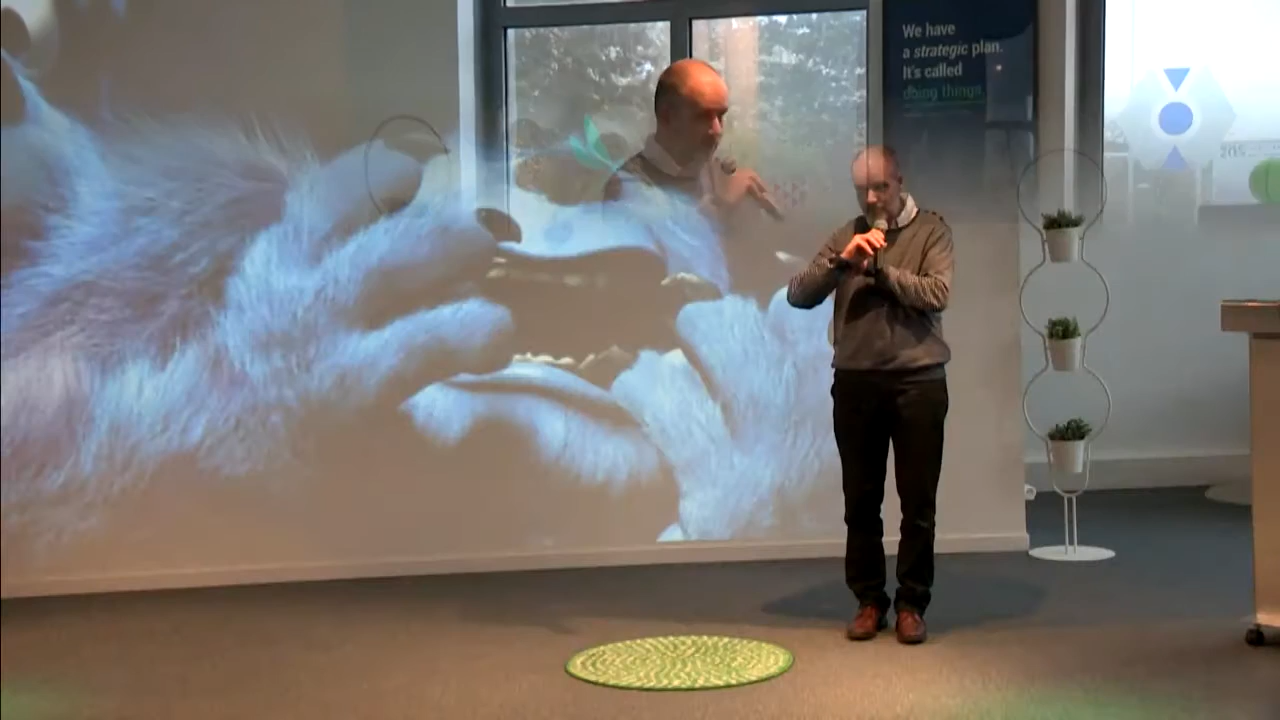 We have
a strategic plan.
It's called
doing things.